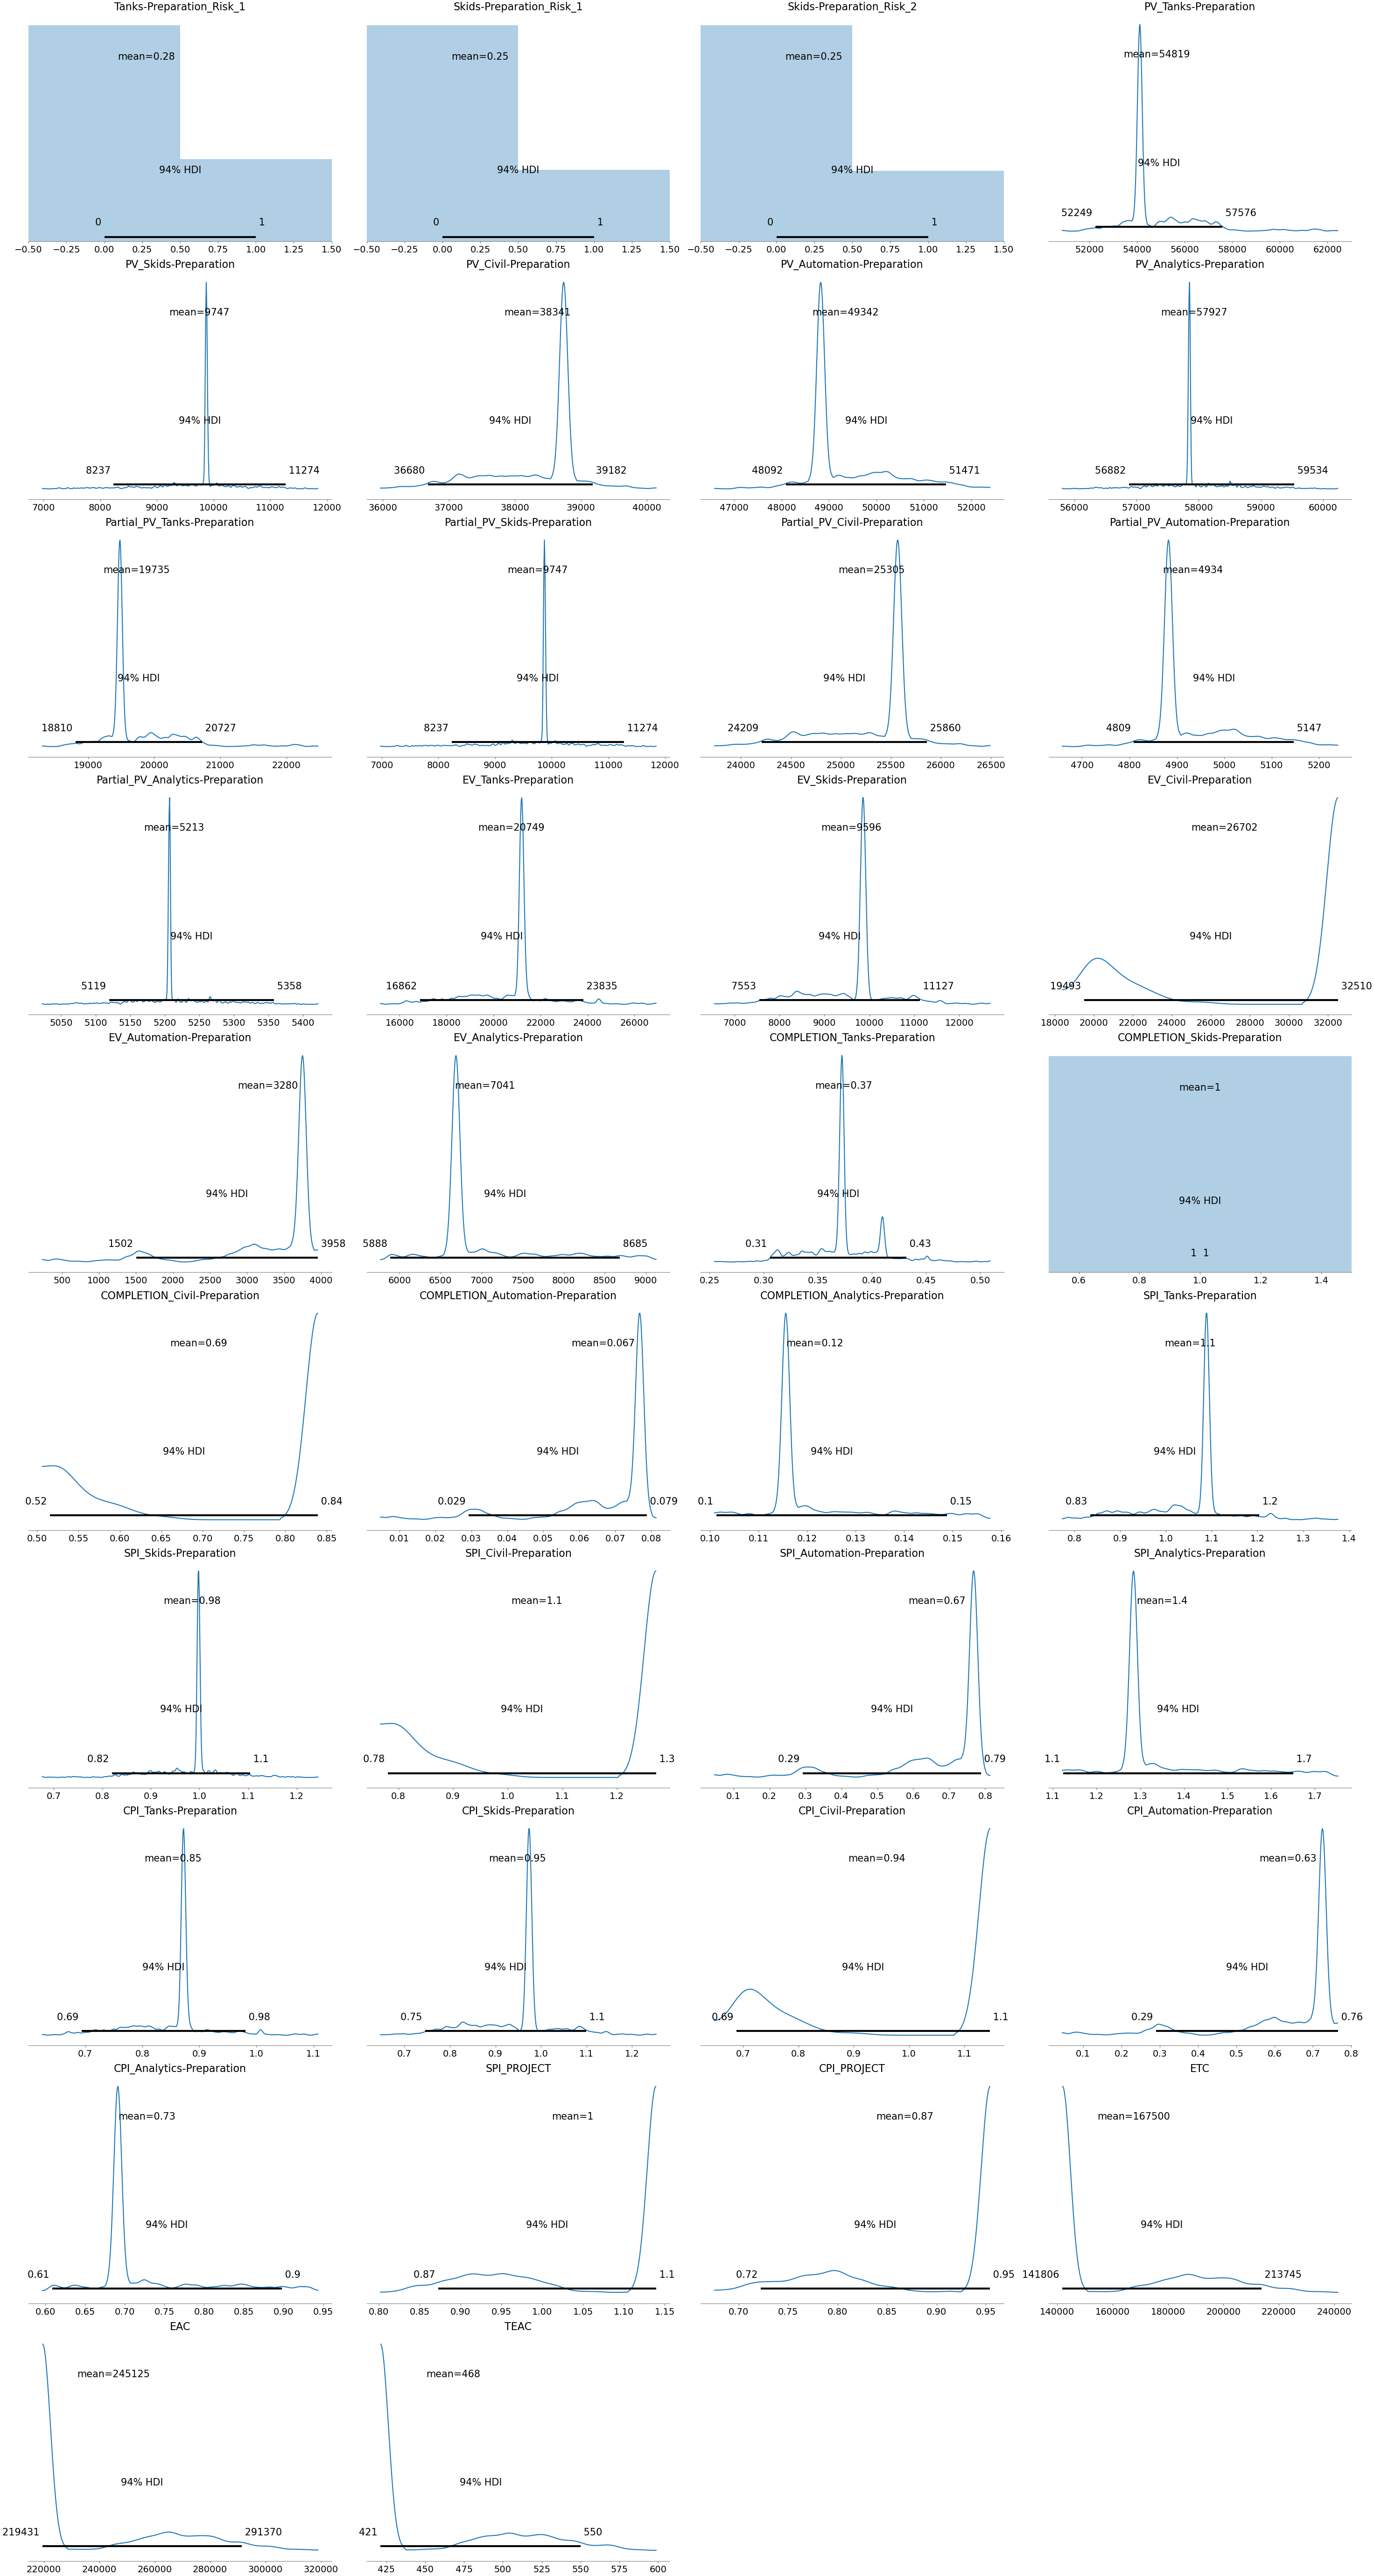 Tanks-Preparation_Risk_1 Skids-Preparation_Risk_1 Skids-Preparation_Risk_2 PV_Tanks-Preparation
mean=0.28 mean=0.25 mean=0.25 mean=54819
94% HDI 94% HDI 94% HDI 94% HDI
0 1 0 1 0 1 52249 57576
−0.50 −0.25 0.00 0.25 0.50 0.75 1.00 1.25 1.50 −0.50 −0.25 0.00 0.25 0.50 0.75 1.00 1.25 1.50 −0.50 −0.25 0.00 0.25 0.50 0.75 1.00 1.25 1.50 52000 54000 56000 58000 60000 62000
PV_Skids-Preparation PV_Civil-Preparation PV_Automation-Preparation PV_Analytics-Preparation
mean=9747 mean=38341 mean=49342 mean=57927
94% HDI 94% HDI 94% HDI 94% HDI
8237 11274 36680 39182 48092 51471 56882 59534
7000 8000 9000 10000 11000 12000 36000 37000 38000 39000 40000 47000 48000 49000 50000 51000 52000 56000 57000 58000 59000 60000
Partial_PV_Tanks-Preparation Partial_PV_Skids-Preparation Partial_PV_Civil-Preparation Partial_PV_Automation-Preparation
mean=19735 mean=9747 mean=25305 mean=4934
94% HDI 94% HDI 94% HDI 94% HDI
18810 20727 8237 11274 24209 25860 4809 5147
19000 20000 21000 22000 7000 8000 9000 10000 11000 12000 24000 24500 25000 25500 26000 26500 4700 4800 4900 5000 5100 5200
Partial_PV_Analytics-Preparation EV_Tanks-Preparation EV_Skids-Preparation EV_Civil-Preparation
mean=5213 mean=20749 mean=9596 mean=26702
94% HDI 94% HDI 94% HDI 94% HDI
5119 5358 16862 23835 7553 11127 19493 32510
5050 5100 5150 5200 5250 5300 5350 5400 16000 18000 20000 22000 24000 26000 7000 8000 9000 10000 11000 12000 18000 20000 22000 24000 26000 28000 30000 32000
EV_Automation-Preparation EV_Analytics-Preparation COMPLETION_Tanks-Preparation COMPLETION_Skids-Preparation
mean=3280 mean=7041 mean=0.37 mean=1
94% HDI 94% HDI 94% HDI 94% HDI
1502 3958 5888 8685 0.31 0.43 1 1
500 1000 1500 2000 2500 3000 3500 4000 6000 6500 7000 7500 8000 8500 9000 0.25 0.30 0.35 0.40 0.45 0.50 0.6 0.8 1.0 1.2 1.4
COMPLETION_Civil-Preparation COMPLETION_Automation-Preparation COMPLETION_Analytics-Preparation SPI_Tanks-Preparation
mean=0.69 mean=0.067 mean=0.12 mean=1.1
94% HDI 94% HDI 94% HDI 94% HDI
0.52 0.84 0.029 0.079 0.1 0.15 0.83 1.2
0.50 0.55 0.60 0.65 0.70 0.75 0.80 0.85 0.01 0.02 0.03 0.04 0.05 0.06 0.07 0.08 0.10 0.11 0.12 0.13 0.14 0.15 0.16 0.8 0.9 1.0 1.1 1.2 1.3 1.4
SPI_Skids-Preparation SPI_Civil-Preparation SPI_Automation-Preparation SPI_Analytics-Preparation
mean=0.98 mean=1.1 mean=0.67 mean=1.4
94% HDI 94% HDI 94% HDI 94% HDI
0.82 1.1 0.78 1.3 0.29 0.79 1.1 1.7
0.7 0.8 0.9 1.0 1.1 1.2 0.8 0.9 1.0 1.1 1.2 0.1 0.2 0.3 0.4 0.5 0.6 0.7 0.8 1.1 1.2 1.3 1.4 1.5 1.6 1.7
CPI_Tanks-Preparation CPI_Skids-Preparation CPI_Civil-Preparation CPI_Automation-Preparation
mean=0.85 mean=0.95 mean=0.94 mean=0.63
94% HDI 94% HDI 94% HDI 94% HDI
0.69 0.98 0.75 1.1 0.69 1.1 0.29 0.76
0.7 0.8 0.9 1.0 1.1 0.7 0.8 0.9 1.0 1.1 1.2 0.7 0.8 0.9 1.0 1.1 0.1 0.2 0.3 0.4 0.5 0.6 0.7 0.8
CPI_Analytics-Preparation SPI_PROJECT CPI_PROJECT ETC
mean=0.73 mean=1 mean=0.87 mean=167500
94% HDI 94% HDI 94% HDI 94% HDI
0.61 0.9 0.87 1.1 0.72 0.95 141806 213745
0.60 0.65 0.70 0.75 0.80 0.85 0.90 0.95 0.80 0.85 0.90 0.95 1.00 1.05 1.10 1.15 0.70 0.75 0.80 0.85 0.90 0.95 140000 160000 180000 200000 220000 240000
EAC TEAC
mean=245125 mean=468
94% HDI 94% HDI
219431 291370 421 550
220000 240000 260000 280000 300000 320000 425 450 475 500 525 550 575 600